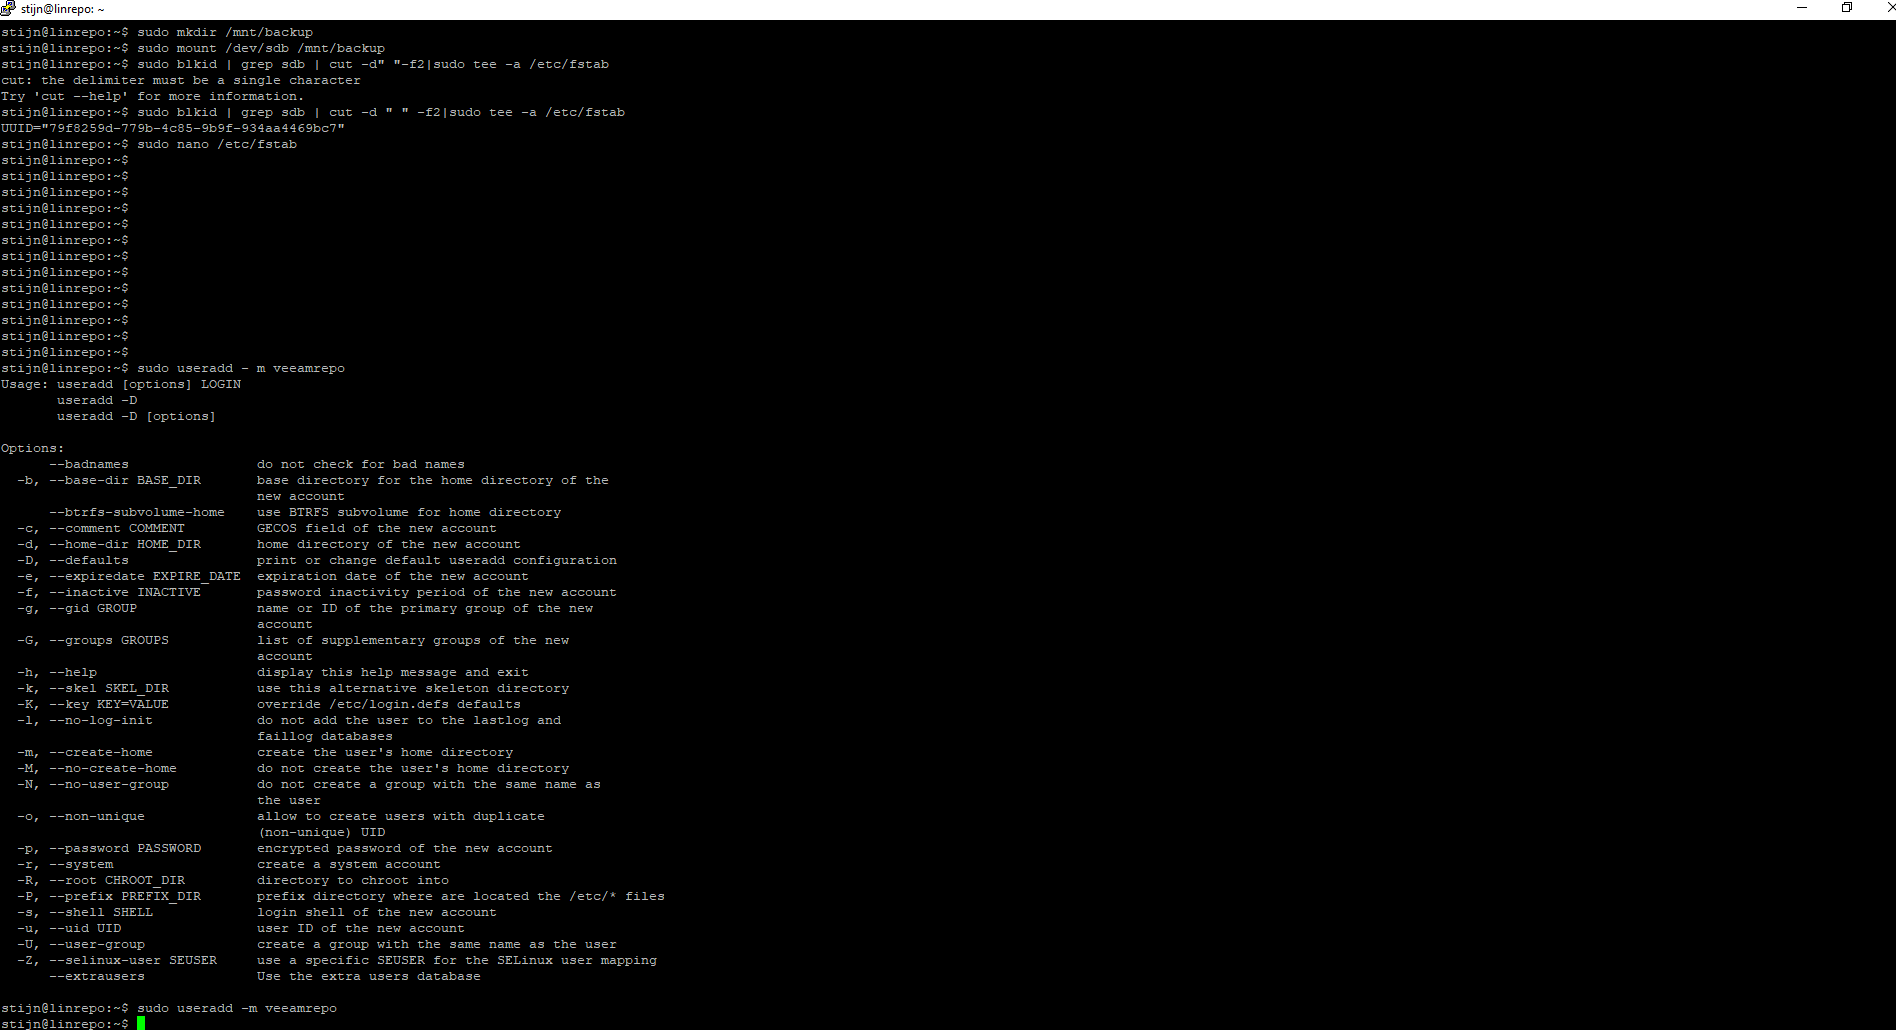 stijn@linrepo: ~
stijn@linrepo:~$ sudo mkdir /mnt/backup
stijn@linrepo:~$ sudo mount /dev/sdb /mnt/backup
stijn@linrepo:~$ sudo blkid | grep sdb | cut -d" "-f2|sudo tee -a /etc/fstab
cut: the delimiter must be a single character
Try 'cut --help' for more information.
stijn@linrepo:~$ sudo blkid | grep sdb | cut -d " " -f2|sudo tee -a /etc/fstab
UUID="79f8259d-779b-4c85-9b9f-934aa4469bc7"
stijn@linrepo:~$ sudo nano /etc/fstab
stijn@linrepo:~$
stijn@linrepo:~$
stijn@linrepo:~$
stijn@linrepo:~$
stijn@linrepo:~$
stijn@linrepo:~$
stijn@linrepo:~$
stijn@linrepo:~$
stijn@linrepo:~$
stijn@linrepo:~$
stijn@linrepo:~$
stijn@linrepo:~$
stijn@linrepo:~$
stijn@linrepo:~$ sudo useradd - m veeamrepo
Usage: useradd [options] LOGIN
       useradd -D
       useradd -D [options]

Options:
      --badnames                do not check for bad names
  -b, --base-dir BASE_DIR       base directory for the home directory of the
                                new account
      --btrfs-subvolume-home    use BTRFS subvolume for home directory
  -c, --comment COMMENT         GECOS field of the new account
  -d, --home-dir HOME_DIR       home directory of the new account
  -D, --defaults                print or change default useradd configuration
  -e, --expiredate EXPIRE_DATE  expiration date of the new account
  -f, --inactive INACTIVE       password inactivity period of the new account
  -g, --gid GROUP               name or ID of the primary group of the new
                                account
  -G, --groups GROUPS           list of supplementary groups of the new
                                account
  -h, --help                    display this help message and exit
  -k, --skel SKEL_DIR           use this alternative skeleton directory
  -K, --key KEY=VALUE           override /etc/login.defs defaults
  -l, --no-log-init             do not add the user to the lastlog and
                                faillog databases
  -m, --create-home             create the user's home directory
  -M, --no-create-home          do not create the user's home directory
  -N, --no-user-group           do not create a group with the same name as
                                the user
  -o, --non-unique              allow to create users with duplicate
                                (non-unique) UID
  -p, --password PASSWORD       encrypted password of the new account
  -r, --system                  create a system account
  -R, --root CHROOT_DIR         directory to chroot into
  -P, --prefix PREFIX_DIR       prefix directory where are located the /etc/* files
  -s, --shell SHELL             login shell of the new account
  -u, --uid UID                 user ID of the new account
  -U, --user-group              create a group with the same name as the user
  -Z, --selinux-user SEUSER     use a specific SEUSER for the SELinux user mapping
      --extrausers              Use the extra users database

stijn@linrepo:~$ sudo useradd -m veeamrepo
stijn@linrepo:~$